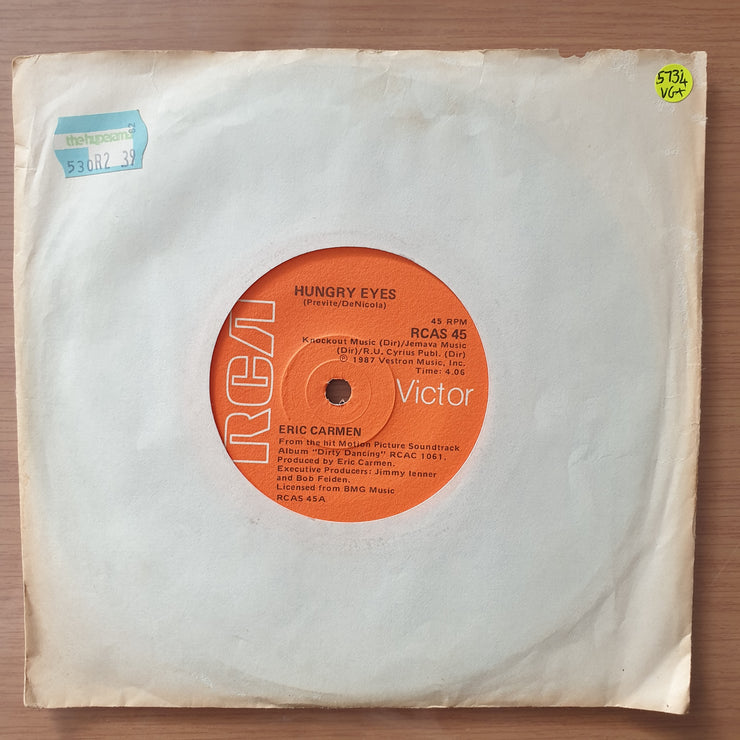 the hyperama
82
530R2 39
5734
VG+
HUNGRY EYES
(Previte/DeNicola)
45 RPM
RCAS 45
Knockout Music (Dir)/Jemava Music
(Dir)/R.U. Cyrius Publ. (Dir)
℗ 1987 Vestron Music, Inc.
Time: 4.06
RCA
Victor
ERIC CARMEN
From the hit Motion Picture Soundtrack
Album "Dirty Dancing" RCAC 1061.
Produced by Eric Carmen.
Executive Producers: Jimmy Ienner
and Bob Feiden.
Licensed from BMG Music
RCAS 45A